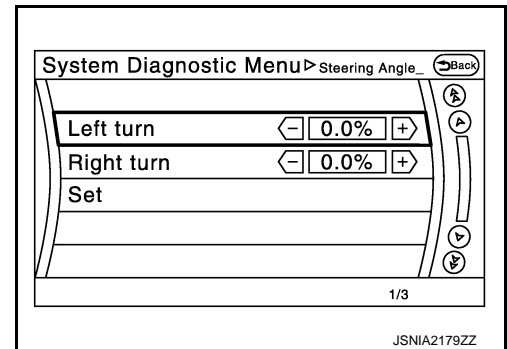 System Diagnostic Menu▷Steering Angle_ Back
Left turn - 0.0% +
Right turn - 0.0% +
Set
1/3
JSNIA2179ZZ